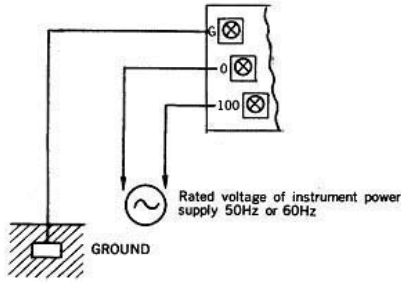 G
0
100
Rated voltage of instrument power
supply 50Hz or 60Hz
GROUND